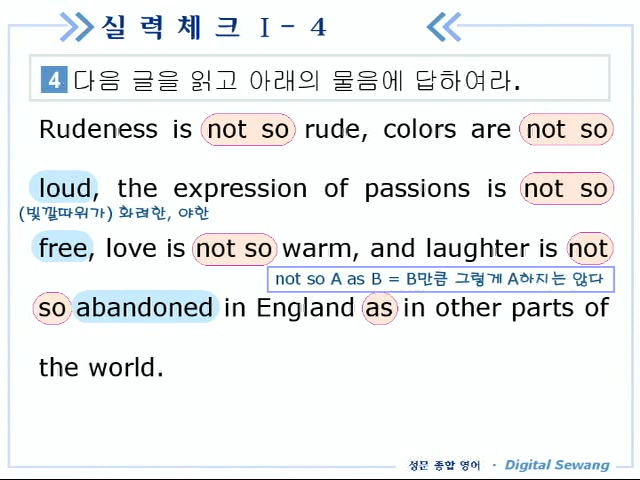 실력체크 I - 4
4 다음 글을 읽고 아래의 물음에 답하여라.
Rudeness is not so rude, colors are not so
loud, the expression of passions is not so
(빛깔따위가) 화려한, 야한
free, love is not so warm, and laughter is not
not so A as B = B만큼 그렇게 A하지는 않다
so abandoned in England as in other parts of
the world.
정문 종합 영어 · Digital Sewang